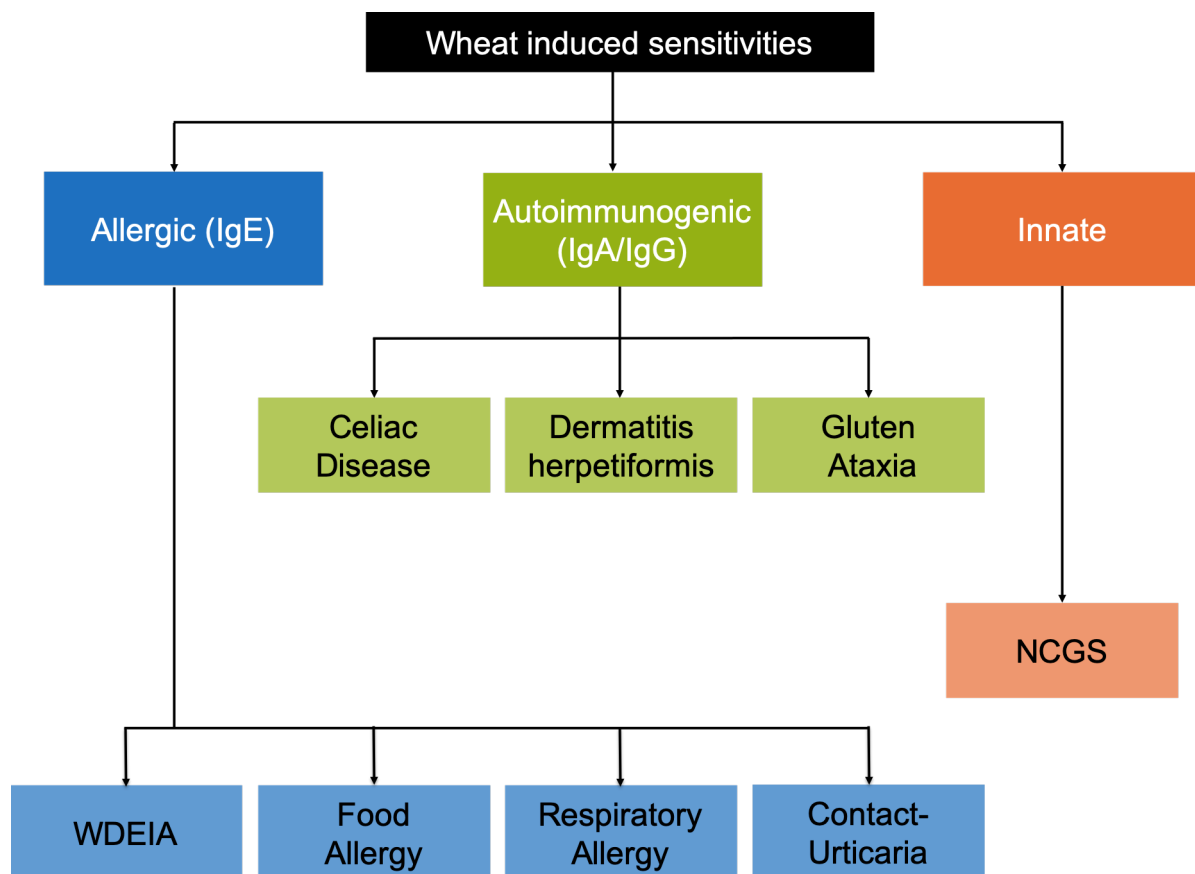 Wheat induced sensitivities
Allergic (IgE)
Autoimmunogenic
(IgA/IgG)
Innate
Celiac
Disease
Dermatitis
herpetiformis
Gluten
Ataxia
NCGS
WDEIA
Food
Allergy
Respiratory
Allergy
Contact-
Urticaria